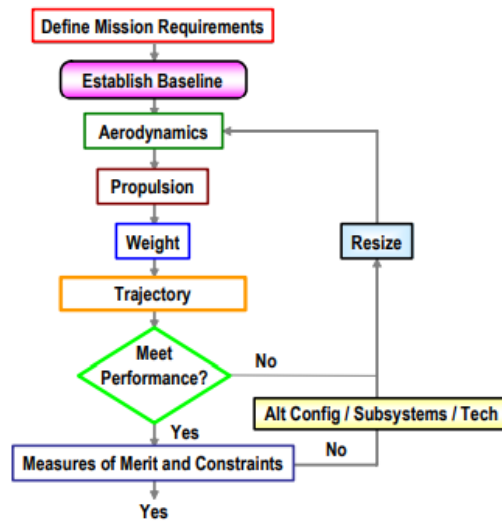 Define Mission Requirements
Establish Baseline
Aerodynamics
Propulsion
Weight
Resize
Trajectory
Meet
Performance?
No
Alt Config / Subsystems / Tech
Yes
No
Measures of Merit and Constraints
Yes